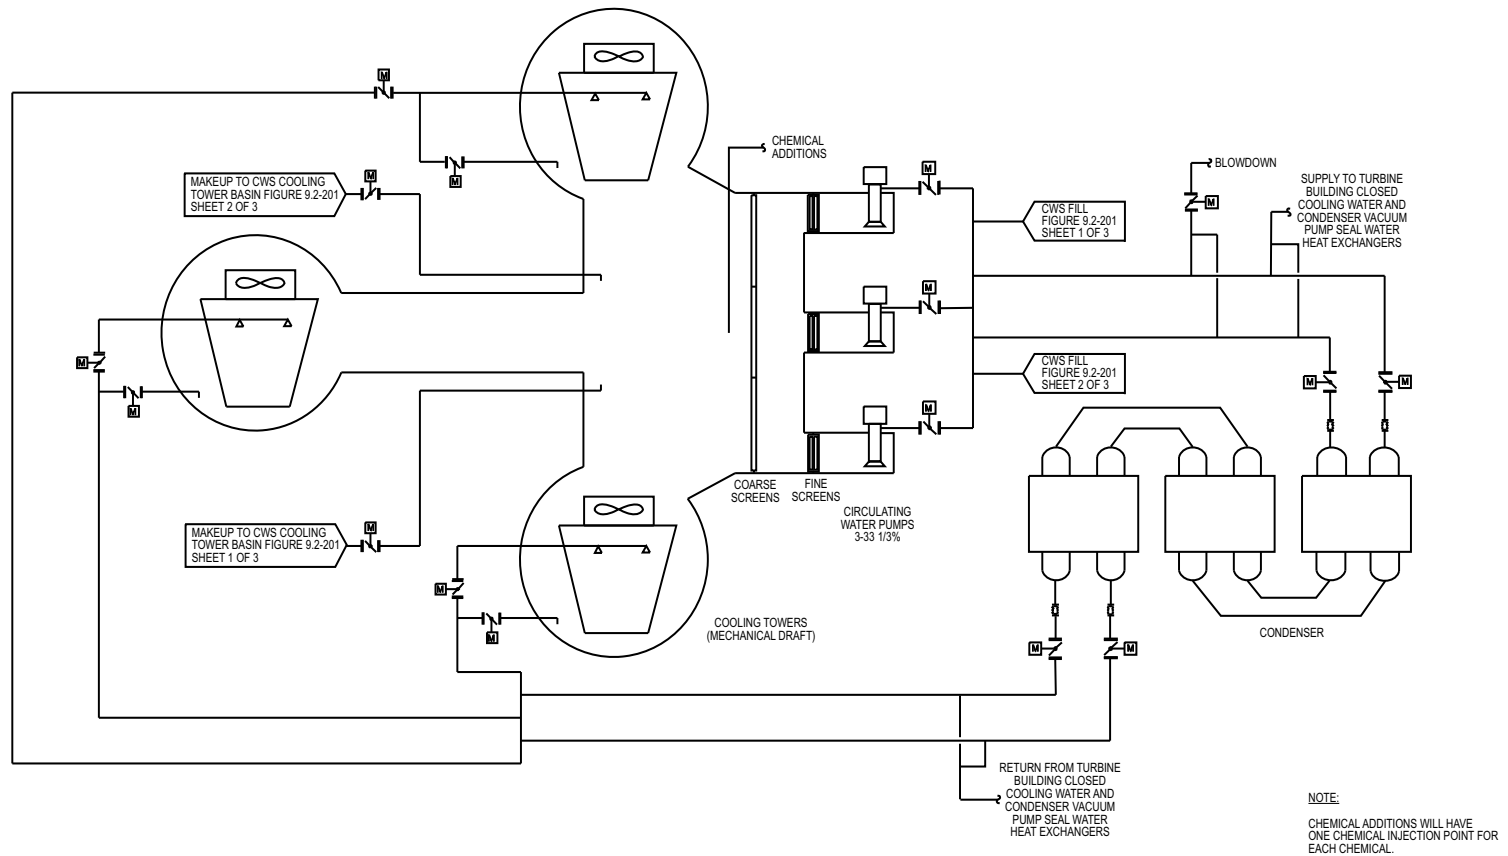 M
M
CHEMICAL
ADDITIONS
M
M
BLOWDOWN
MAKEUP TO CWS COOLING
TOWER BASIN FIGURE 9.2-201
SHEET 2 OF 3
M
SUPPLY TO TURBINE
BUILDING CLOSED
COOLING WATER AND
CONDENSER VACUUM
PUMP SEAL WATER
HEAT EXCHANGERS
CWS FILL
FIGURE 9.2-201
SHEET 1 OF 3
M
M
CWS FILL
FIGURE 9.2-201
SHEET 2 OF 3
M
M
M
M
COARSE
SCREENS
FINE
SCREENS
CIRCULATING
WATER PUMPS
3-33 1/3%
MAKEUP TO CWS COOLING
TOWER BASIN FIGURE 9.2-201
SHEET 1 OF 3
M
M
M
COOLING TOWERS
(MECHANICAL DRAFT)
CONDENSER
M
M
RETURN FROM TURBINE
BUILDING CLOSED
COOLING WATER AND
CONDENSER VACUUM
PUMP SEAL WATER
HEAT EXCHANGERS
NOTE:
CHEMICAL ADDITIONS WILL HAVE
ONE CHEMICAL INJECTION POINT FOR
EACH CHEMICAL.